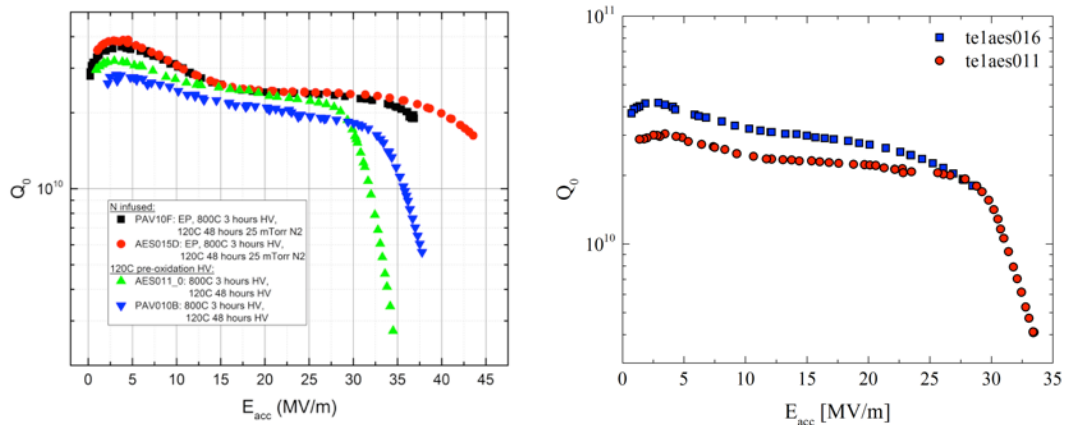 Q0
10^10
N infused:
PAV10F: EP, 800C 3 hours HV,
120C 48 hours 25 mTorr N2
AES015D: EP, 800C 3 hours HV,
120C 48 hours 25 mTorr N2
120C pre-oxidation HV:
AES011_0: 800C 3 hours HV,
120C 48 hours HV
PAV010B: 800C 3 hours HV,
120C 48 hours HV
0 5 10 15 20 25 30 35 40 45
Eacc (MV/m)
10^11
te1aes016
te1aes011
Q0
10^10
0 5 10 15 20 25 30 35
Eacc [MV/m]